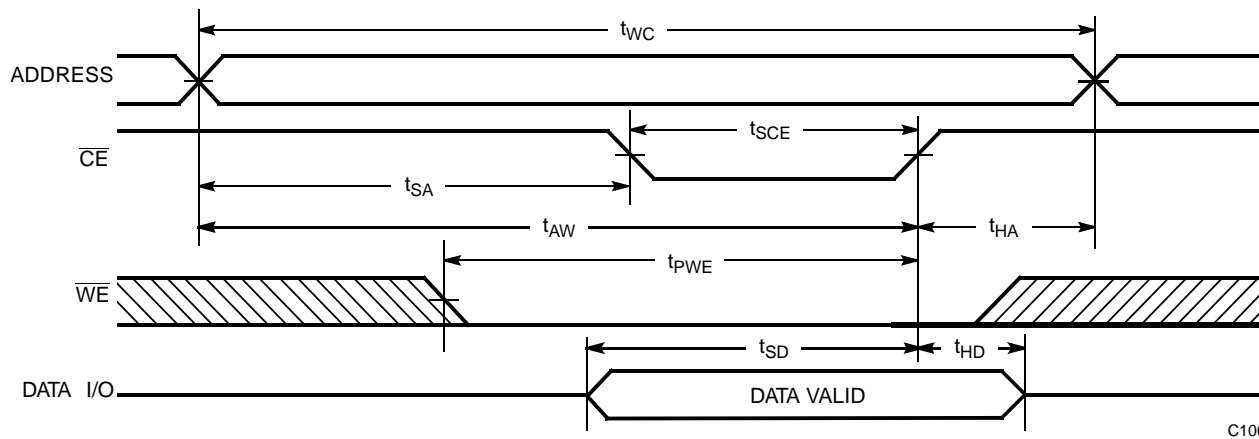 tWC
ADDRESS
tSCE
CE
tSA
tAW
tHA
tPWE
WE
tSD
tHD
DATA I/O
DATA VALID